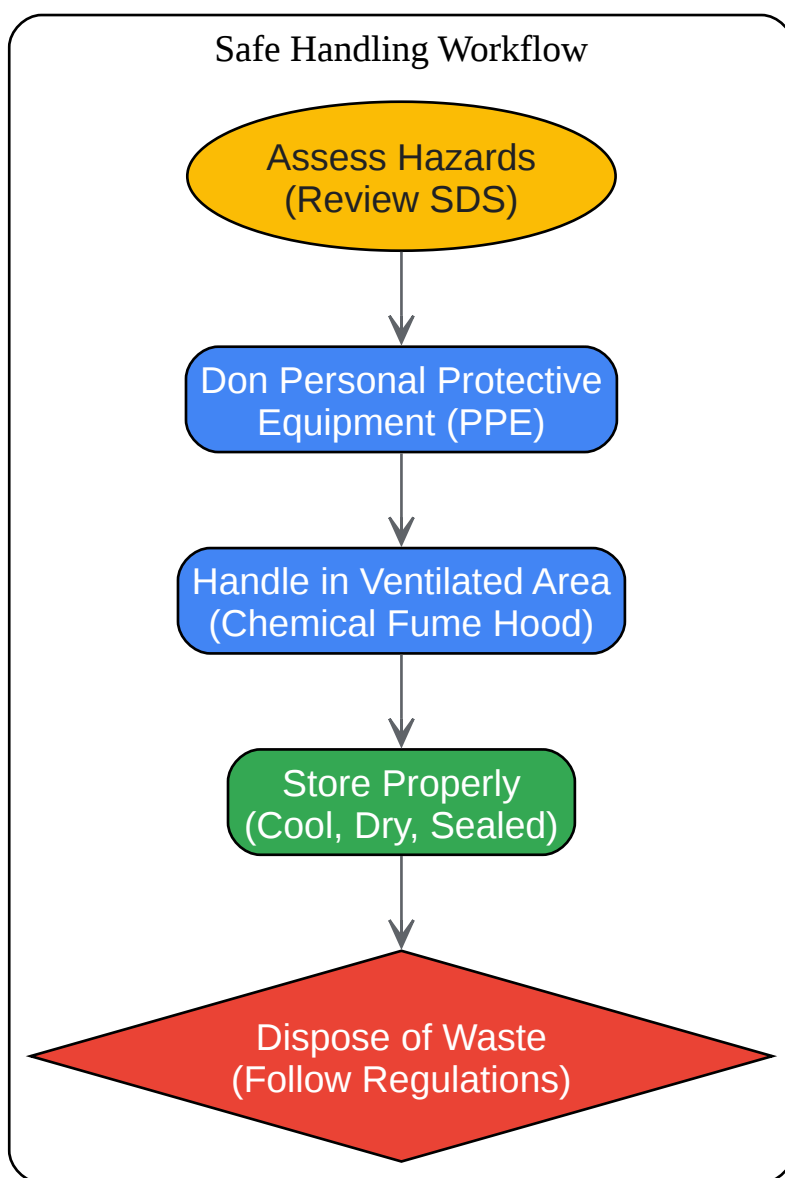 Safe Handling Workflow
Assess Hazards
(Review SDS)
Don Personal Protective
Equipment (PPE)
Handle in Ventilated Area
(Chemical Fume Hood)
Store Properly
(Cool, Dry, Sealed)
Dispose of Waste
(Follow Regulations)